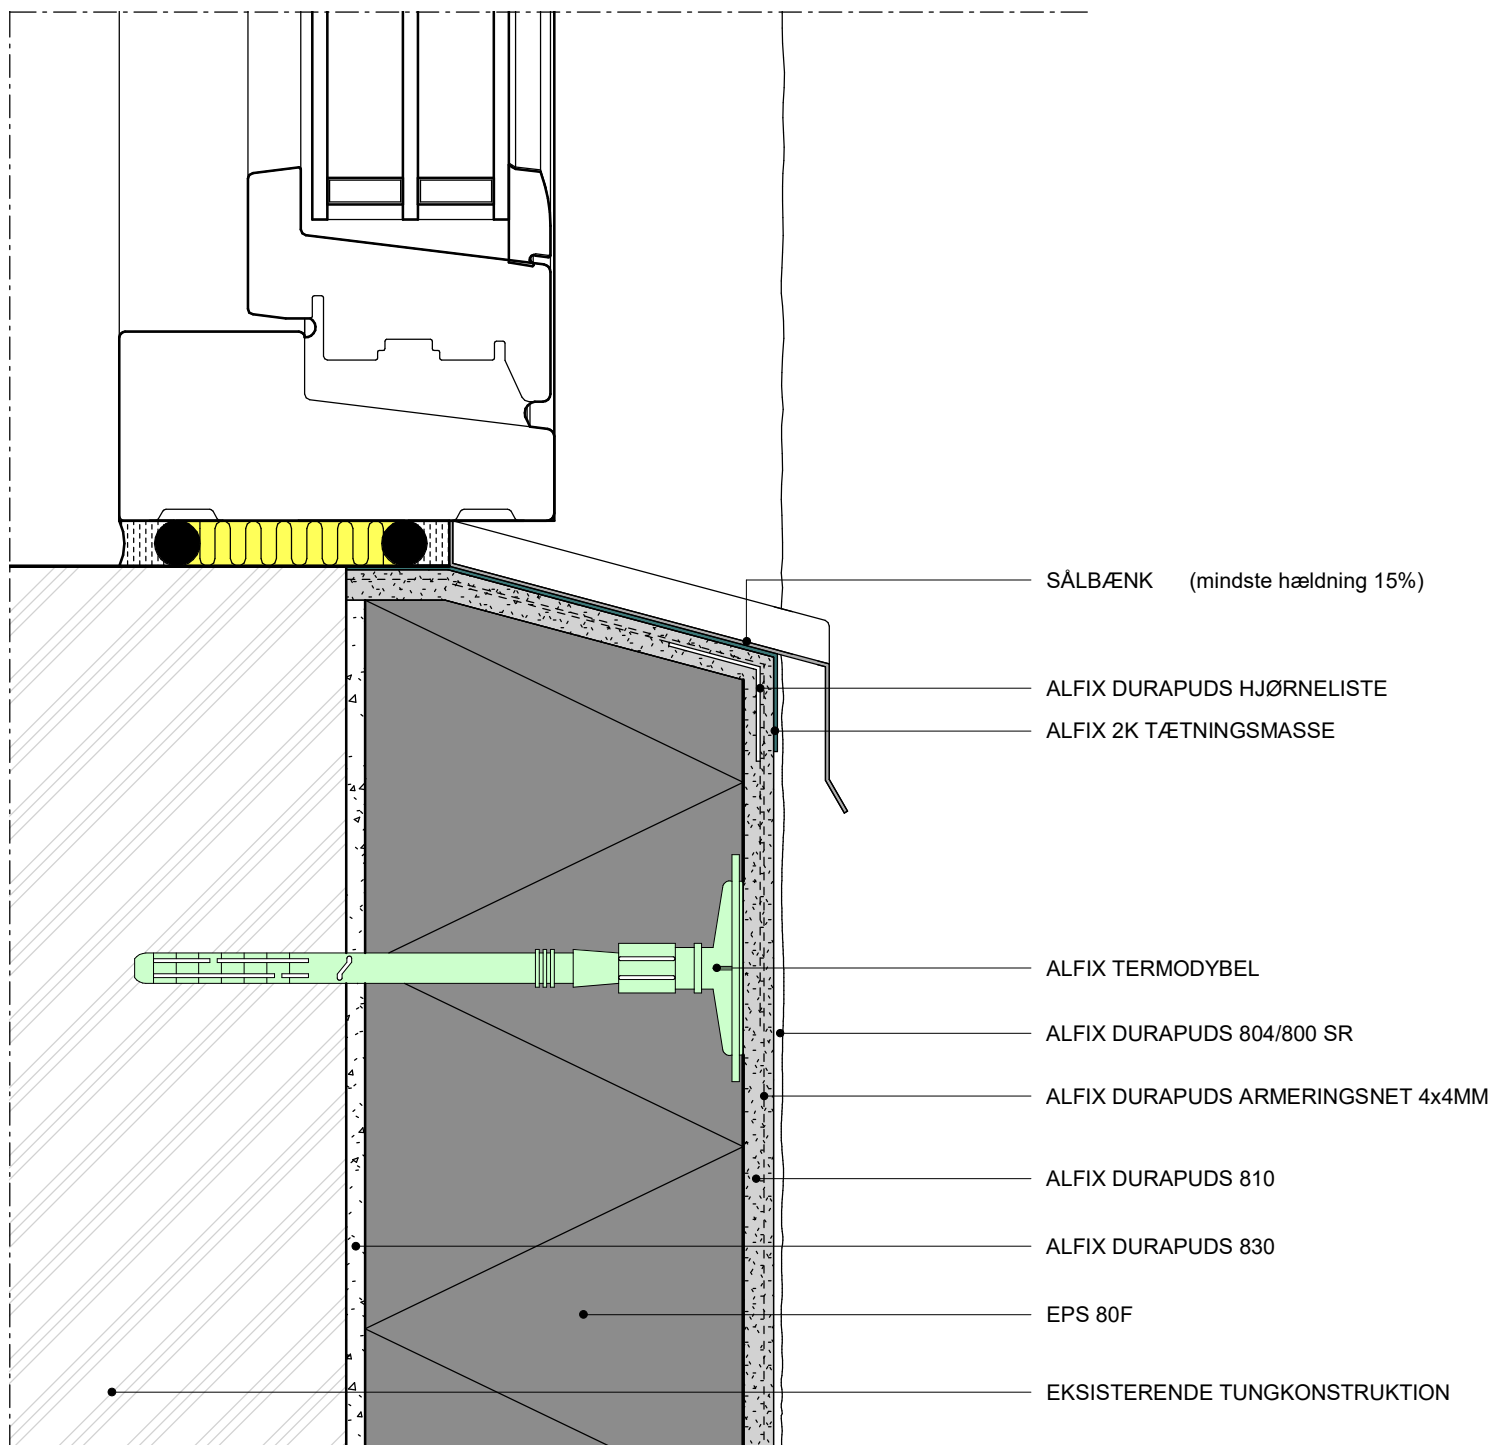 SÅLBÆNK (mindste hældning 15%)
ALFIX DURAPUDS HJØRNELISTE
ALFIX 2K TÆTNINGSMASSE
ALFIX TERMODYBEL
ALFIX DURAPUDS 804/800 SR
ALFIX DURAPUDS ARMERINGSNET 4x4MM
ALFIX DURAPUDS 810
ALFIX DURAPUDS 830
EPS 80F
EKSISTERENDE TUNGKONSTRUKTION